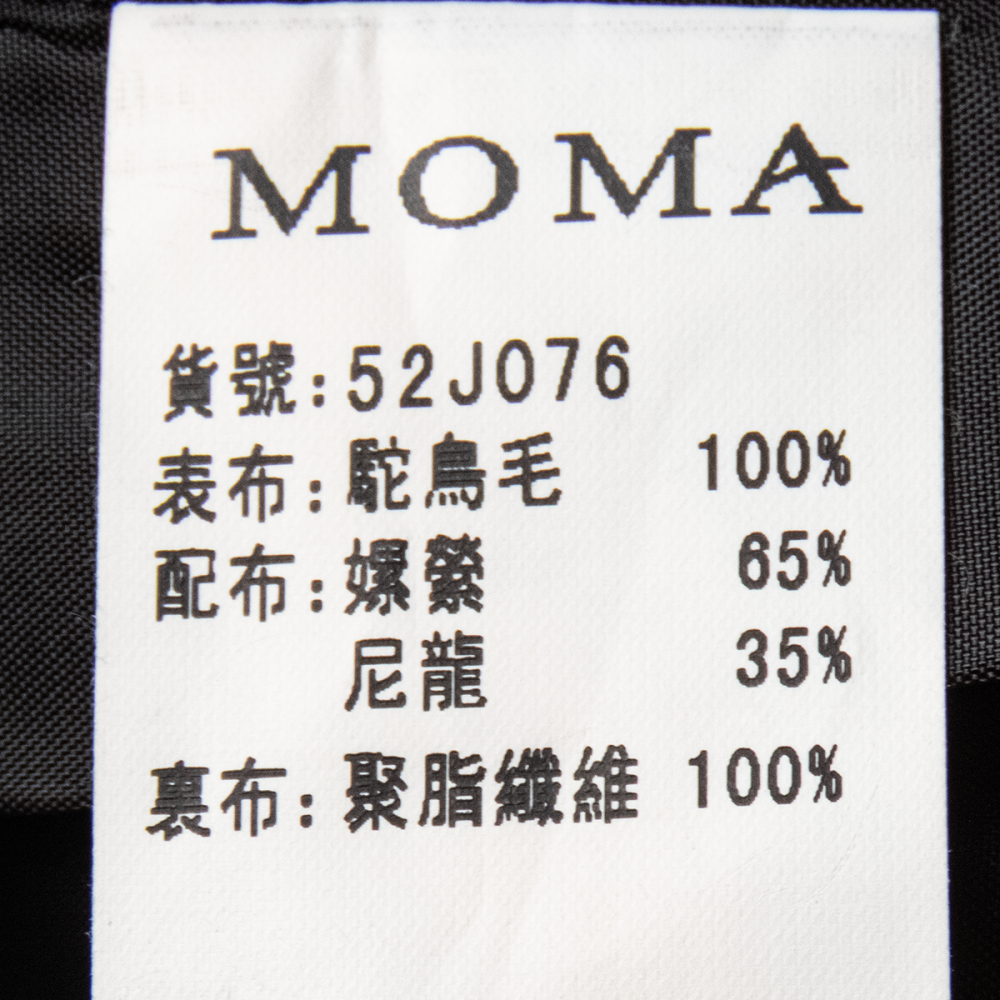 MOMA
貨號:52J076
表布:駝鳥毛 100%
配布:嫘縈 65%
尼龍 35%
裏布:聚脂纖維 100%